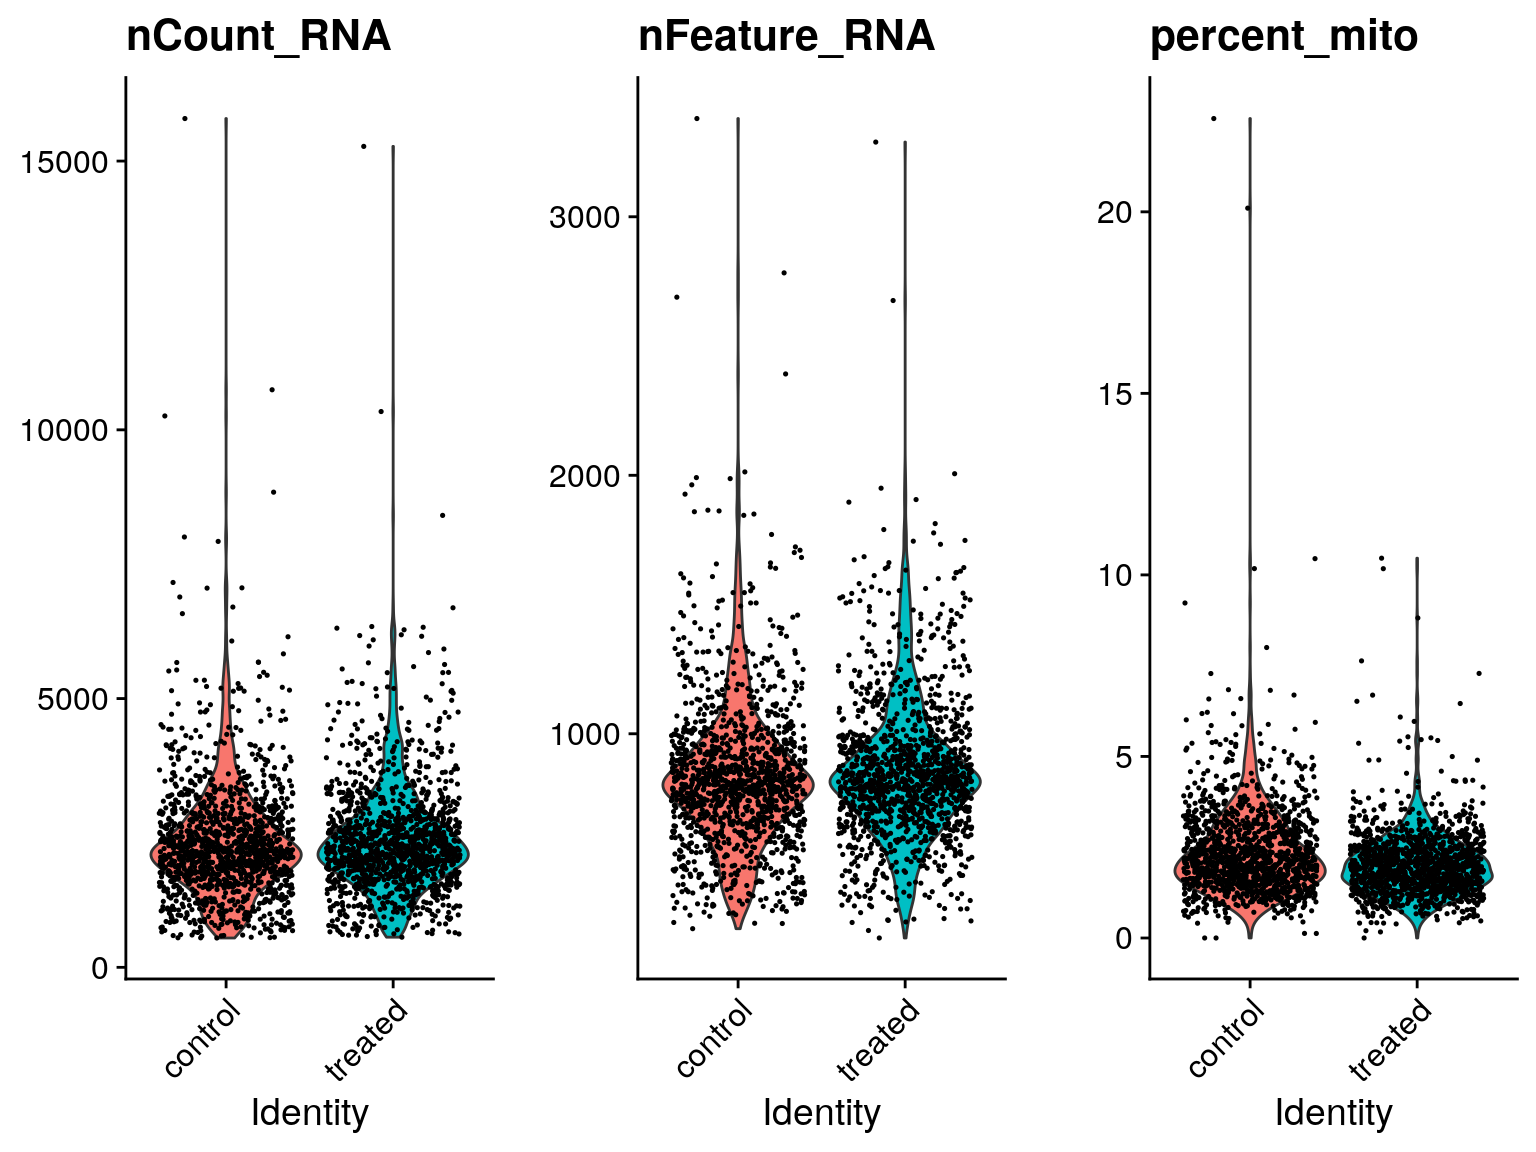 nCount_RNA
15000
10000
5000
0
control
treated
Identity
nFeature_RNA
3000
2000
1000
control
treated
Identity
percent_mito
20
15
10
5
0
control
treated
Identity